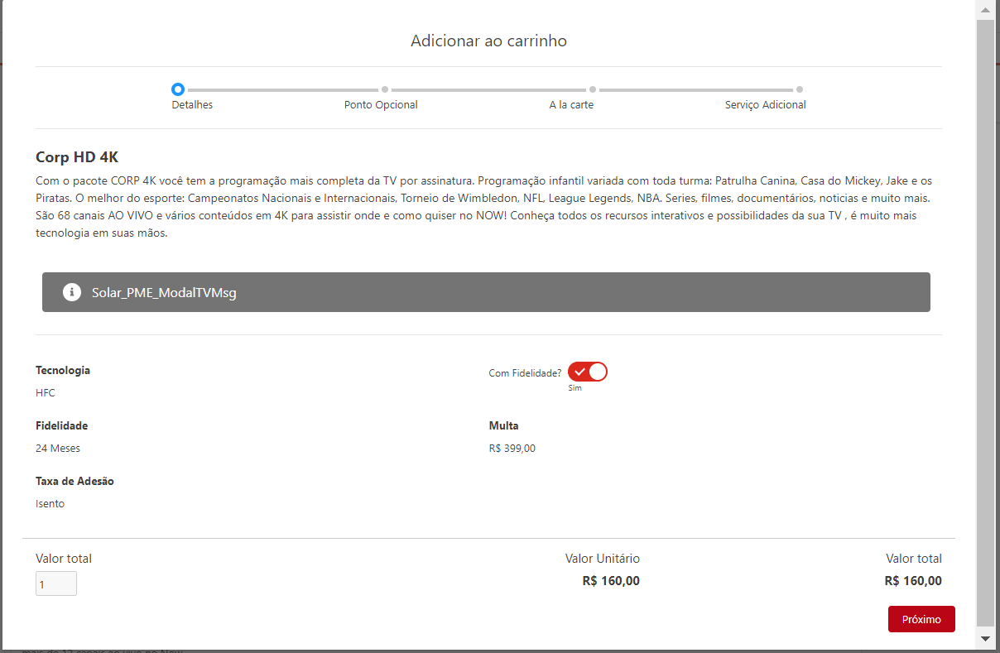 Adicionar ao carrinho
Detalhes
Ponto Opcional
A la carte
Serviço Adicional
Corp HD 4K
Com o pacote CORP 4K você tem a programação mais completa da TV por assinatura. Programação infantil variada com toda turma: Patrulha Canina, Casa do Mickey, Jake e os
Piratas. O melhor do esporte: Campeonatos Nacionais e Internacionais, Torneio de Wimbledon, NFL, League Legends, NBA. Series, filmes, documentários, noticias e muito mais.
São 68 canais AO VIVO e vários conteúdos em 4K para assistir onde e como quiser no NOW! Conheça todos os recursos interativos e possibilidades da sua TV , é muito mais
tecnologia em suas mãos.
Solar_PME_ModalTVMsg
Tecnologia
HFC
Com Fidelidade?
Sim
Fidelidade
24 Meses
Multa
R$ 399,00
Taxa de Adesão
Isento
Valor total
1
Valor Unitário
R$ 160,00
Valor total
R$ 160,00
Próximo